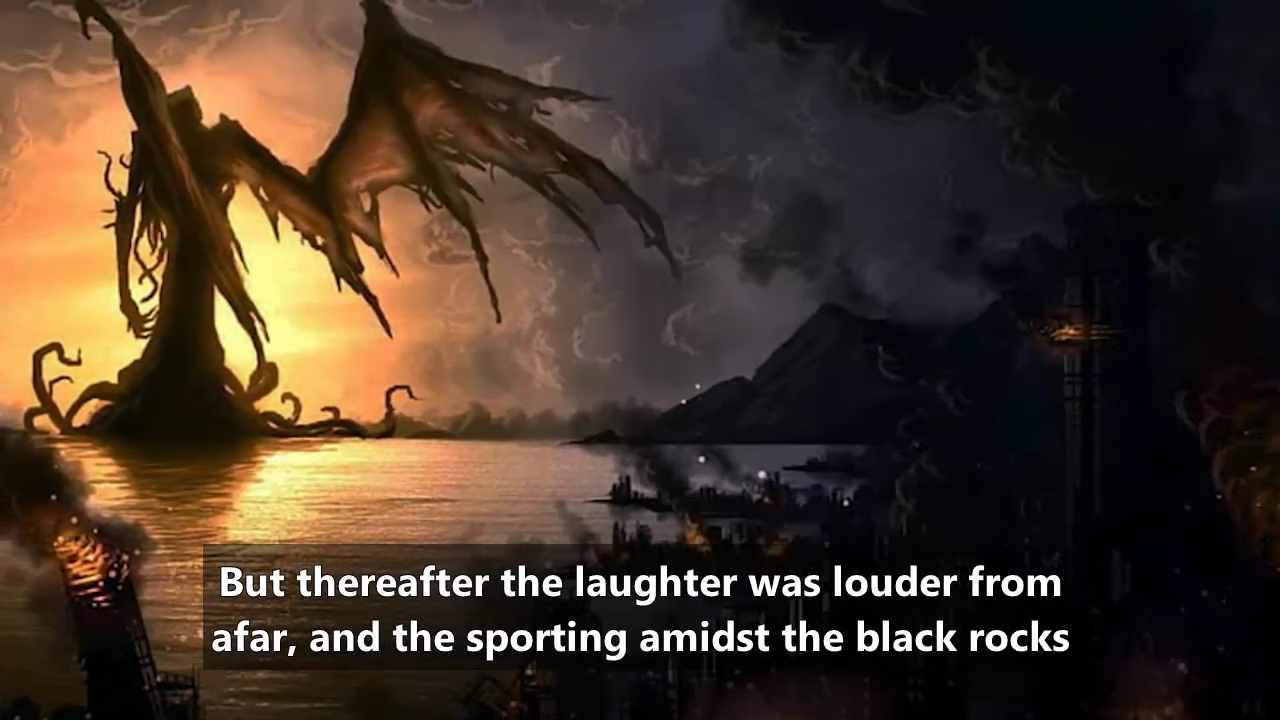 But thereafter the laughter was louder from
afar, and the sporting amidst the black rocks